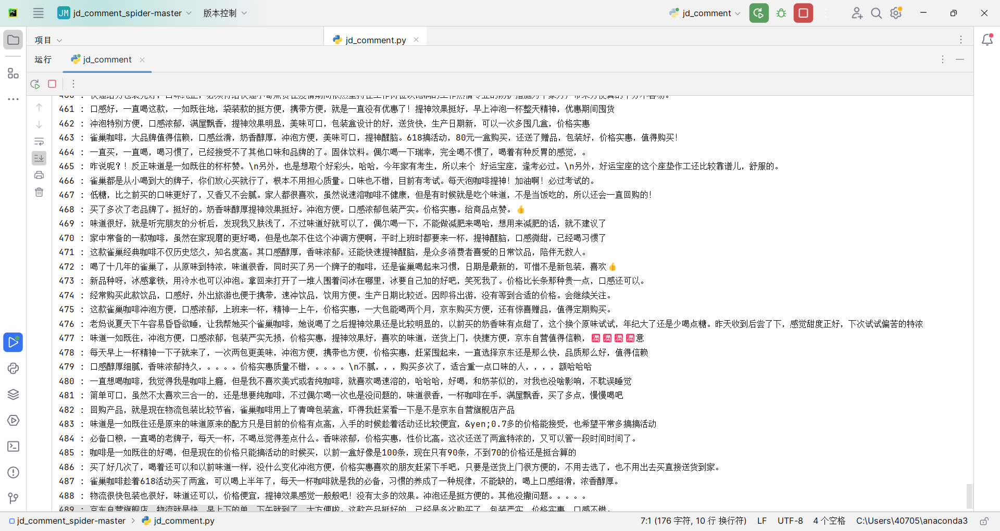 PC
JM jd_comment_spider-master 版本控制 jd_comment
项目 jd_comment.py
运行 jd_comment
461 : 口感好，一直喝这款，一如既往地，袋装款的挺方便，携带方便，就是一直没有优惠了！提神效果挺好，早上冲泡一杯整天精神，优惠期间囤货
462 : 冲泡特别方便，口感浓郁，满屋飘香，提神效果明显，美味可口，包装盒设计的好，送货快，生产日期新，可以一次多囤几盒，价格实惠
463 : 雀巢咖啡，大品牌值得信赖，口感丝滑，奶香醇厚，冲泡方便，美味可口，提神醒脑。618搞活动，80元一盒购买，还送了赠品，包装好，价格实惠，值得购买！
464 : 一直买，一直喝，喝习惯了，已经接受不了其他口味和品牌的了。固体饮料。偶尔喝一下瑞幸，完全喝不惯了，喝着有种反胃的感觉，。
465 : 咋说呢？！反正味道是一如既往的杯杯赞。\n另外，也是想取个好彩头，哈哈，今年家有考生，所以来个 好运宝座，逢考必过。\n另外，好运宝座的这个座垫作工还比较靠谱儿，舒服的。
466 : 雀巢都是从小喝到大的牌子，你们放心买就行了，根本不用担心质量。口味也不错，目前有考试。每天泡咖啡提神！加油啊！必过考试的。
467 : 低糖，比之前买的口味更好了，又香又不会腻。家人都很喜欢，虽然说速溶咖啡不健康，但是有时候就是吃个味道，不是当饭吃的，所以还会一直回购的！
468 : 买了多次了老品牌了。挺好的。奶香味醇厚提神效果挺好。冲泡方便。口感浓郁包装严实。价格实惠。给商品点赞。👍
469 : 味道很好，就是听完朋友的分析后，发现我又肤浅了，不过味道好就可以了，偶尔喝一下，不能做减肥来喝哈，想用来减肥的话，就不建议了
470 : 家中常备的一款咖啡，虽然在家现磨的更好喝，但是也架不住这个冲调方便啊，平时上班时都要来一杯，提神醒脑，口感微甜，已经喝习惯了
471 : 这款雀巢经典咖啡不仅历史悠久，知名度高。其口感醇厚，香味浓郁。还能快速提神醒脑，是众多消费者喜爱的日常饮品，陪伴无数人。
472 : 喝了十几年的雀巢了，从原味到特浓，味道很香，同时买了另一个牌子的咖啡，还是雀巢喝起来习惯，日期是最新的，可惜不是新包装，喜欢👍
473 : 新品种呀，冰感拿铁，用冷水也可以冲泡。拿回来打开了一堆人围着问冰在哪里，冰要自己加的好吧，笑死我了。价格比长条那种贵一点，口感还可以。
474 : 经常购买此款饮品，口感好，外出旅游也便于携带，速冲饮品，饮用方便。生产日期比较近。因即将出游，没有等到合适的价格。会继续关注。
475 : 这款雀巢咖啡冲泡方便，口感浓郁，上班来一杯，精神一上午，价格实惠，一大包能喝两个月，京东购买方便，还有惊喜赠品，值得定期购买。
476 : 老妈说夏天下午容易昏昏欲睡，让我帮她买个雀巢咖啡，她说喝了之后提神效果还是比较明显的，以前买的奶香味有点甜了，这个换个原味试试，年纪大了还是少喝点糖。昨天收到后尝了下，感觉甜度正好，下次试试偏苦的特浓
477 : 味道一如既往，冲泡方便，口感浓郁，包装严实无损，价格实惠，提神效果好，喜欢的味道，送货上门，快捷方便，京东自营值得信赖，🈵🈵🈵🈵意
478 : 每天早上一杯精神一下子就来了，一次两包更美味，冲泡方便，携带也方便，价格实惠，赶紧囤起来，一直选择京东还是那么快，品质那么好，值得信赖
479 : 口感醇厚细腻，香味浓郁持久，。。。。价格实惠质量不错，。。。。\n不腻，，，购买多次了，适合重一点口味的人，，，，额哈哈哈
480 : 一直想喝咖啡，我觉得我是咖啡上瘾，但是我不喜欢美式或者纯咖啡，就喜欢喝速溶的，哈哈哈，好喝，和奶茶似的，对我也没啥影响，不耽误睡觉
481 : 简单可口，虽然不太喜欢三合一的，还是想要纯咖啡，不过偶尔喝一次也是没问题的，味道很香，一杯咖啡在手，满屋飘香，买了多点，慢慢喝吧
482 : 回购产品，就是现在物流包装比较节省，雀巢咖啡用上了青啤包装盒，吓得我赶紧看一下是不是京东自营旗舰店产品
483 : 味道是一如既往还是原来的味道原来的配方只是目前的价格有点高，入手的时候趁着活动还比较便宜，&yen;0.7多的价格能接受，也希望平常多搞搞活动
484 : 必备口粮，一直喝的老牌子，每天一杯，不喝总觉得差点什么。香味浓郁，价格实惠，性价比高。这次还送了两盒特浓的，又可以管一段时间时间了。
485 : 咖啡是一如既往的好喝，但是现在的价格只能搞活动的时候买，以前一盒好像是100条，现在只有90条，不到70的价格还是挺合算的
486 : 买了好几次了，喝着还可以和以前味道一样，没什么变化冲泡方便，价格实惠喜欢的朋友赶紧下手吧，只要是送货上门很方便的，不用去选了，也不用出去买直接送货到家。
487 : 雀巢咖啡趁着618活动买了两盒，可以喝上半年了，每天一杯咖啡就是我的必备，习惯的养成了一种规律，不能缺的，喝上口感细滑，浓香醇厚。
488 : 物流很快包装也很好，味道还可以，价格便宜，提神效果感觉一般般吧！没有太多的效果。冲泡还是挺方便的。其他没撒问题。。。。。
489 : 京东自营旗舰店，物流就是快，早上下的单，下午就到了，大方便啦，这款产品挺好的，已经是多次购买了，包装严实，价格实惠，口感不错，
jd_comment_spider-master > jd_comment.py 7:1 (176 字符, 10 行 换行符) LF UTF-8 4 个空格 C:\Users\40705\anaconda3